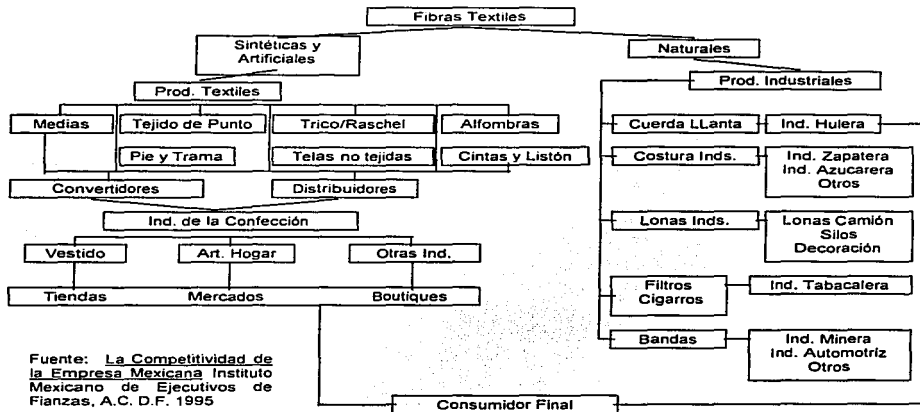 Fibras Textiles
Sintéticas y
Artificiales
Naturales
Prod. Textiles
Prod. Industriales
Medias
Tejido de Punto
Trico/Raschel
Alfombras
Pie y Trama
Telas no tejidas
Cintas y Listón
Convertidores
Distribuidores
Ind. de la Confección
Vestido
Art. Hogar
Otras Ind.
Tiendas
Mercados
Boutiques
Cuerda LLanta
Ind. Hulera
Costura Inds.
Ind. Zapatera
Ind. Azucarera
Otros
Lonas Inds.
Lonas Camión
Silos
Decoración
Filtros
Cigarros
Ind. Tabacalera
Bandas
Ind. Minera
Ind. Automotríz
Otros
Fuente: La Competitividad de
la Empresa Mexicana Instituto
Mexicano de Ejecutivos de
Fianzas, A.C. D.F. 1995
Consumidor Final